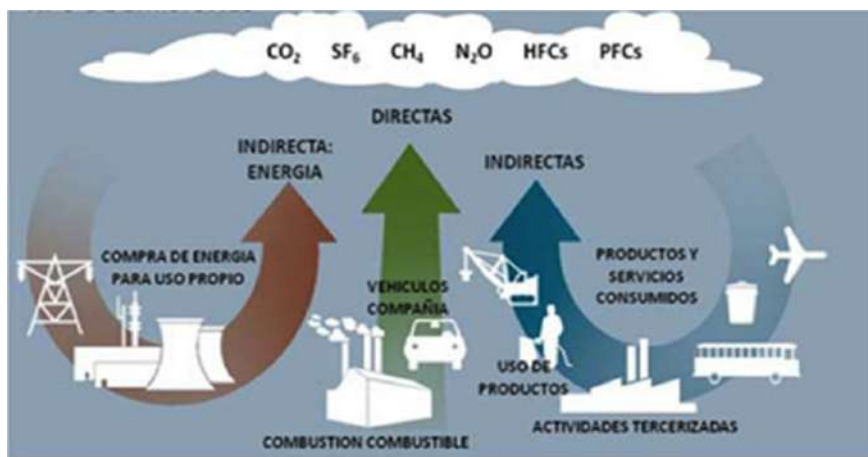 CO₂ SF₆ CH₄ N₂O HFCs PFCs
DIRECTAS
INDIRECTA:
ENERGIA
INDIRECTAS
COMPRA DE ENERGIA
PARA USO PROPIO
VEHICULOS
COMPAÑIA
PRODUCTOS Y
SERVICIOS
CONSUMIDOS
USO DE
PRODUCTOS
COMBUSTION COMBUSTIBLE
ACTIVIDADES TERCERIZADAS